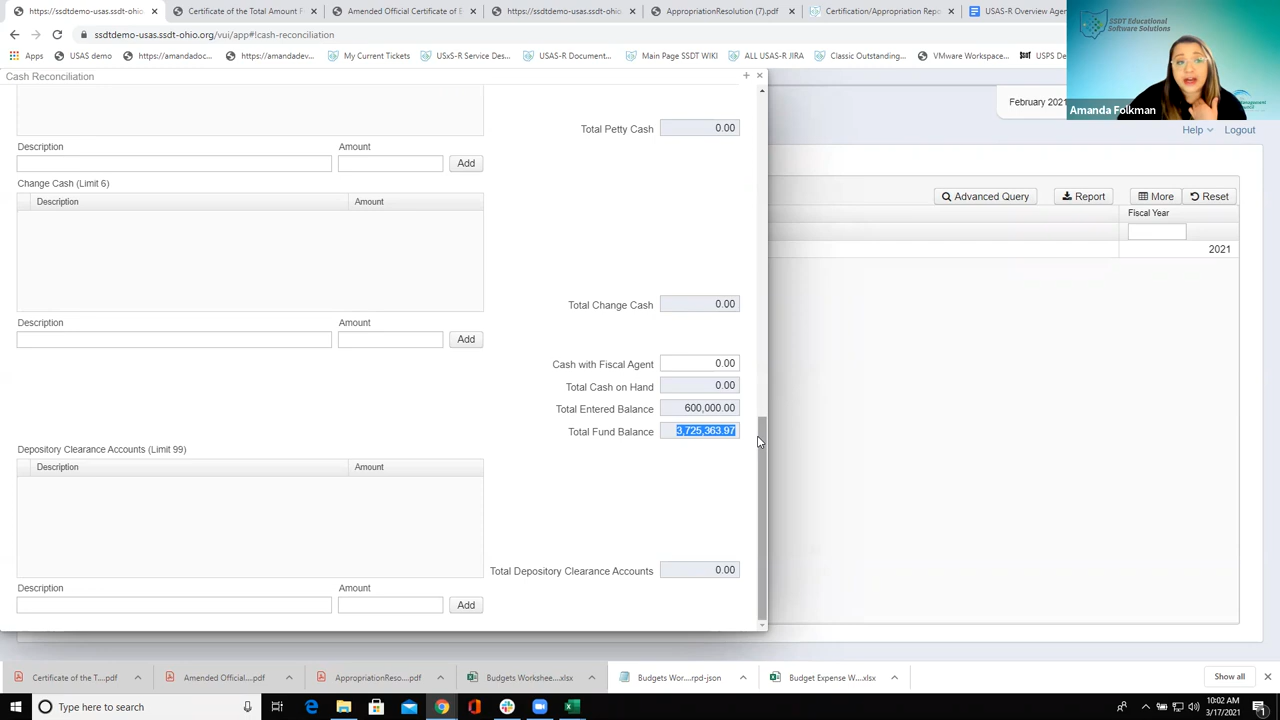 https://ssdtdemo-usas.ssdt-ohio
Certificate of the Total Amount F
Amended Official Certificate of E
https://ssdtdemo-usas.ssdt-ohio
AppropriationResolution (7).pdf
Certification/Appropriation Repo
USAS-R Overview Agen
ssdtdemo-usas.ssdt-ohio.org/vui/app#!cash-reconciliation
Apps
USAS demo
https://amandadoc...
https://amandadev...
My Current Tickets
USxS-R Service Des...
USAS-R Document...
Main Page SSDT WIKI
ALL USAS-R JIRA
Classic Outstanding...
VMware Workspace...
USPS De
SSDT Educational
Software Solutions
Amanda Folkman
Cash Reconciliation
February 2021
Help
Logout
Total Petty Cash
0.00
Description
Amount
Add
Change Cash (Limit 6)
Description
Amount
Advanced Query
Report
More
Reset
Fiscal Year
2021
Total Change Cash
0.00
Description
Amount
Add
Cash with Fiscal Agent
0.00
Total Cash on Hand
0.00
Total Entered Balance
600,000.00
Total Fund Balance
3,725,363.97
Depository Clearance Accounts (Limit 99)
Description
Amount
Total Depository Clearance Accounts
0.00
Description
Amount
Add
Certificate of the T....pdf
Amended Official....pdf
AppropriationReso....pdf
Budgets Workshee....xlsx
Budgets Wor....rpd-json
Budget Expense W....xlsx
Show all
Type here to search
10:02 AM
3/17/2021